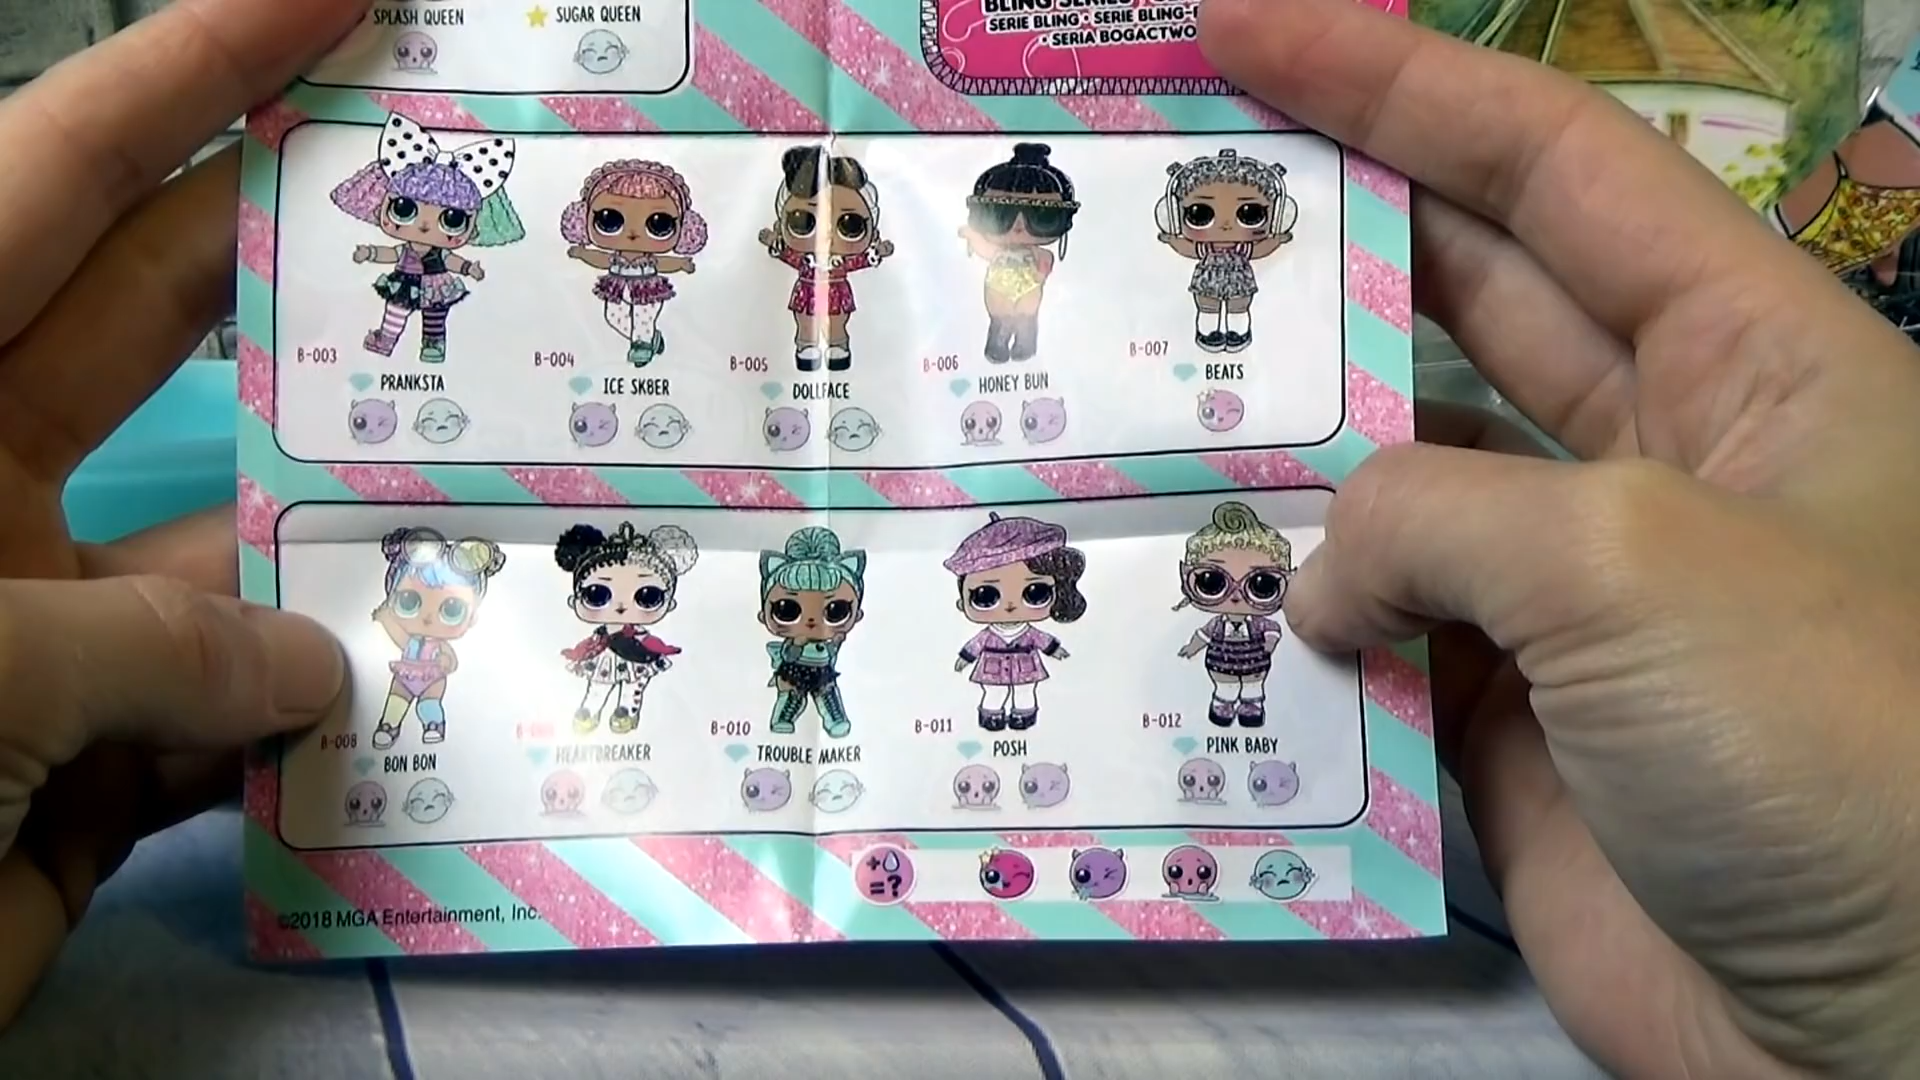 SPLASH QUEEN
SUGAR QUEEN
BLING SERIES
SERIE BLING • SERIE BLING-
• SERIA BOGACTWO
B-003
PRANKSTA
B-004
ICE SK8ER
B-005
DOLLFACE
B-006
HONEY BUN
B-007
BEATS
B-008
BON BON
HEARTBREAKER
B-010
TROUBLE MAKER
B-011
POSH
B-012
PINK BABY
+
=?
©2018 MGA Entertainment, Inc.